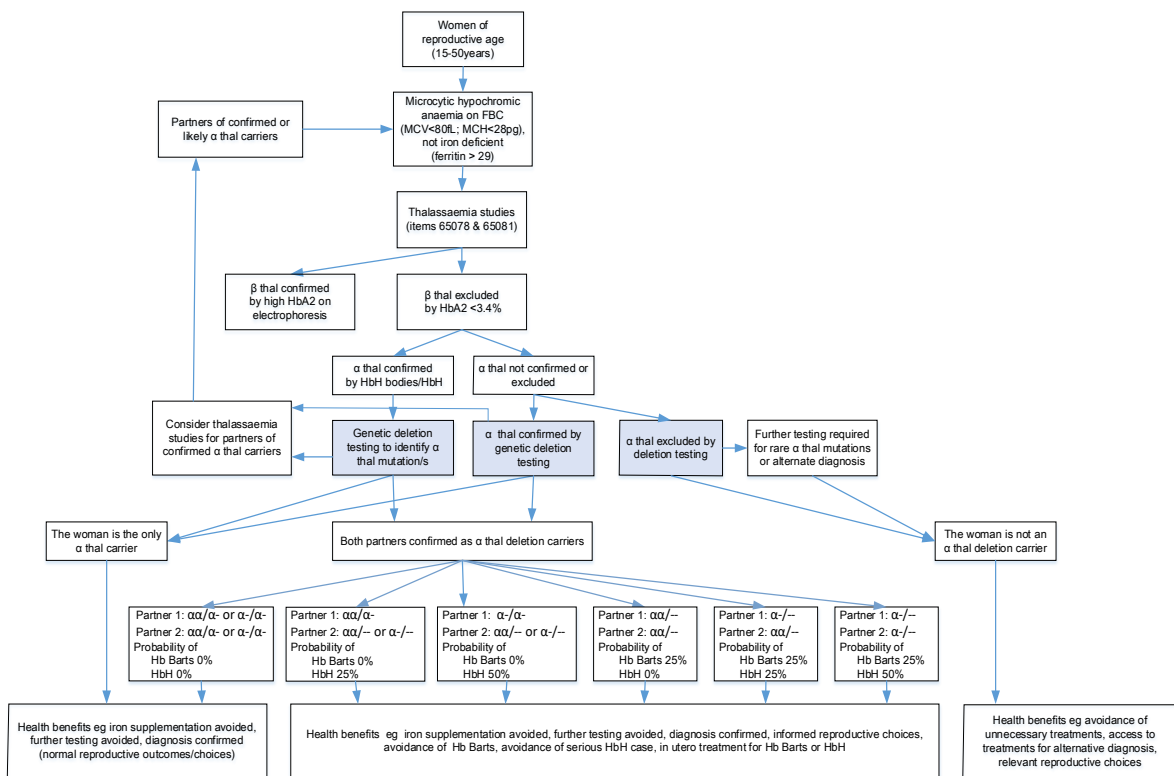 Women of
reproductive age
(15-50years)
Partners of confirmed or
likely α thal carriers
Microcytic hypochromic
anaemia on FBC
(MCV<80fL; MCH<28pg),
not iron deficient
(ferritin > 29)
Thalassaemia studies
(items 65078 & 65081)
β thal confirmed
by high HbA2 on
electrophoresis
β thal excluded
by HbA2 <3.4%
α thal confirmed
by HbH bodies/HbH
α thal not confirmed or
excluded
Consider thalassaemia
studies for partners of
confirmed α thal carriers
Genetic deletion
testing to identify α
thal mutation/s
α thal confirmed by
genetic deletion
testing
α thal excluded by
deletion testing
Further testing required
for rare α thal mutations
or alternate diagnosis
The woman is the only
α thal carrier
Both partners confirmed as α thal deletion carriers
The woman is not an
α thal deletion carrier
Partner 1: αα/α- or α-/α-
Partner 2: αα/α- or α-/α-
Probability of
Hb Barts 0%
HbH 0%
Partner 1: αα/α-
Partner 2: αα/-- or α-/--
Probability of
Hb Barts 0%
HbH 25%
Partner 1: α-/α-
Partner 2: αα/-- or α-/--
Probability of
Hb Barts 0%
HbH 50%
Partner 1: αα/--
Partner 2: αα/--
Probability of
Hb Barts 25%
HbH 0%
Partner 1: α-/--
Partner 2: αα/--
Probability of
Hb Barts 25%
HbH 25%
Partner 1: α-/--
Partner 2: α-/--
Probability of
Hb Barts 25%
HbH 50%
Health benefits eg iron supplementation avoided,
further testing avoided, diagnosis confirmed
(normal reproductive outcomes/choices)
Health benefits eg iron supplementation avoided, further testing avoided, diagnosis confirmed, informed reproductive choices,
avoidance of Hb Barts, avoidance of serious HbH case, in utero treatment for Hb Barts or HbH
Health benefits eg avoidance of
unnecessary treatments, access to
treatments for alternative diagnosis,
relevant reproductive choices